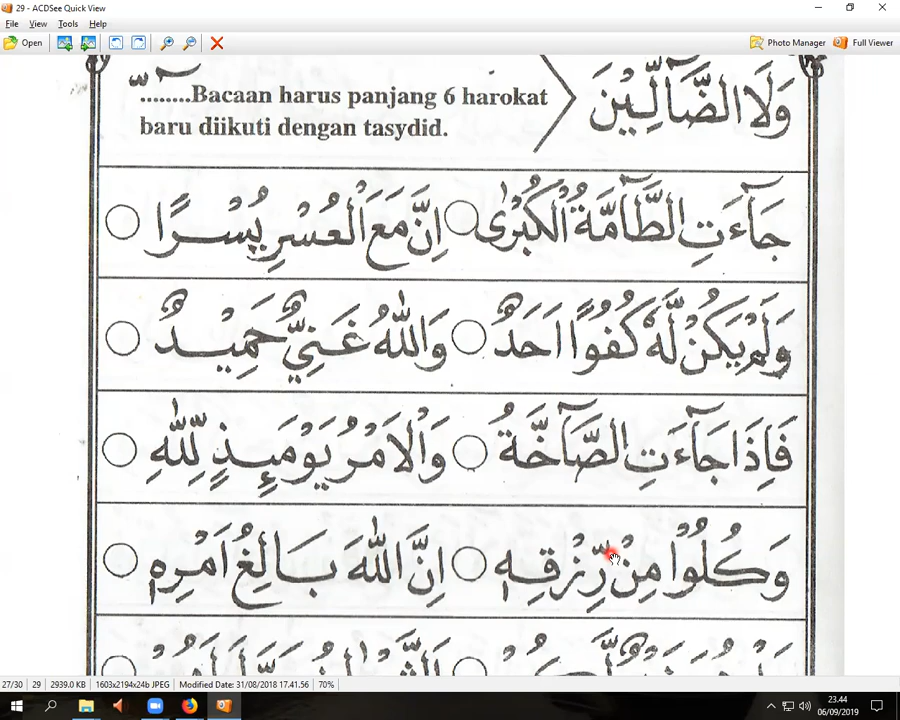 29 - ACDSee Quick View
File View Tools Help
Open Photo Manager Full Viewer
وَلَا الضَّآلِّيْنَ
........Bacaan harus panjang 6 harokat
baru diikuti dengan tasydid.
جَآءَتِ الطَّآمَّةُ الْكُبْرٰى ○ اِنَّ مَعَ الْعُسْرِ يُسْرًا ○
وَلَمْ يَكُنْ لَّهٗ كُفُوًا اَحَدٌ ○ وَاللّٰهُ غَنِيٌّ حَمِيْدٌ ○
فَاِذَا جَآءَتِ الصَّآخَّةُ ○ وَالْاَمْرُ يَوْمَىِٕذٍ لِّلّٰهِ ○
وَكُلُوْا مِنْ رِّزْقِهٖ ○ اِنَّ اللّٰهَ بَالِغُ اَمْرِهٖ ○
27/30 29 2939.0 KB 1603x2194x24b JPEG Modified Date: 31/08/2018 17.41.56 70%
23.44
06/09/2019